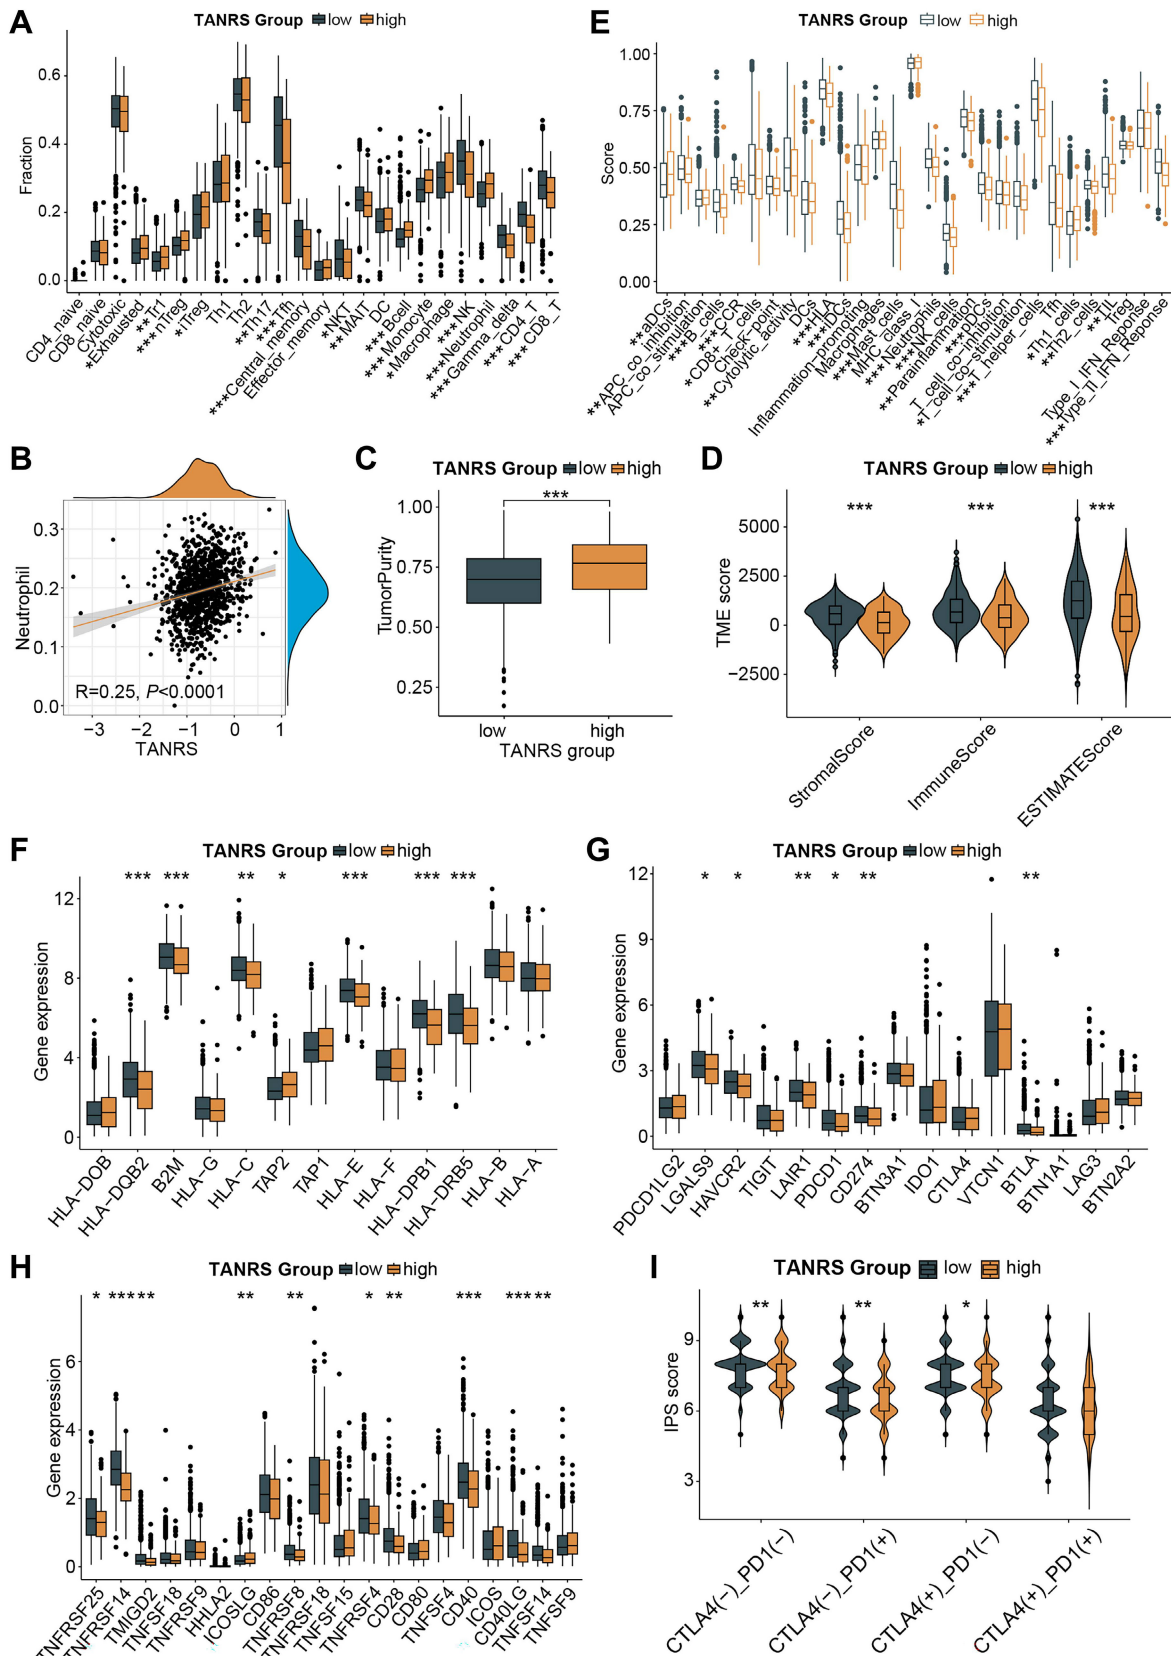 A
TANRS Group low high
Fraction
0.6
0.4
0.2
0.0
CD4_naive
CD8_naive
Cytotoxic
*Exhausted
**Tr1
***nTreg
*iTreg
Th1
Th2
**Th17
***Tfh
***Central_memory
Effector_memory
*NKT
**MAIT
*DC
***Bcell
*Monocyte
*Macrophage
***NK
***Neutrophil
***Gamma_delta
***CD4_T
***CD8_T
E
TANRS Group low high
Score
1.00
0.75
0.50
0.25
0.00
**aDCs
**APC_co_inhibition
APC_co_stimulation
***B_cells
***CCR
*CD8+_T_cells
Check-point
**Cytolytic_activity
DCs
***HLA
***iDCs
Inflammation-promoting
Macrophages
***Mast_cells
MHC_class_I
***Neutrophils
***NK_cells
**Parainflammation
***pDCs
T_cell_co-inhibition
*T_cell_co-stimulation
***T_helper_cells
Tfh
*Th1_cells
**Th2_cells
**TIL
Treg
Type_I_IFN_Reponse
***Type_II_IFN_Reponse
B
Neutrophil
0.3
0.2
0.1
0.0
R=0.25, P<0.0001
−3 −2 −1 0 1
TANRS
C
TANRS Group low high
TumorPurity
1.00
0.75
0.50
0.25
***
low high
TANRS group
D
TANRS Group low high
TME score
5000
2500
0
−2500
*** *** ***
StromalScore
ImmuneScore
ESTIMATEScore
F
TANRS Group low high
Gene expression
12
8
4
0
*** *** ** * *** *** ***
HLA−DOB
HLA−DQB2
B2M
HLA−G
HLA−C
TAP2
TAP1
HLA−E
HLA−F
HLA−DPB1
HLA−DRB5
HLA−B
HLA−A
G
TANRS Group low high
Gene expression
12
9
6
3
0
* * ** * ** **
PDCD1LG2
LGALS9
HAVCR2
TIGIT
LAIR1
PDCD1
CD274
BTN3A1
IDO1
CTLA4
VTCN1
BTLA
BTN1A1
LAG3
BTN2A2
H
TANRS Group low high
Gene expression
6
4
2
0
* *** ** ** ** * ** *** *** **
TNFRSF25
TNFRSF14
TMIGD2
TNFSF18
TNFRSF9
HHLA2
ICOSLG
CD86
TNFRSF8
TNFRSF18
TNFSF15
TNFRSF4
CD28
CD80
TNFSF4
CD40
ICOS
CD40LG
TNFSF14
TNFSF9
I
TANRS Group low high
IPS score
9
6
3
** ** *
CTLA4(−)_PD1(−)
CTLA4(−)_PD1(+)
CTLA4(+)_PD1(−)
CTLA4(+)_PD1(+)